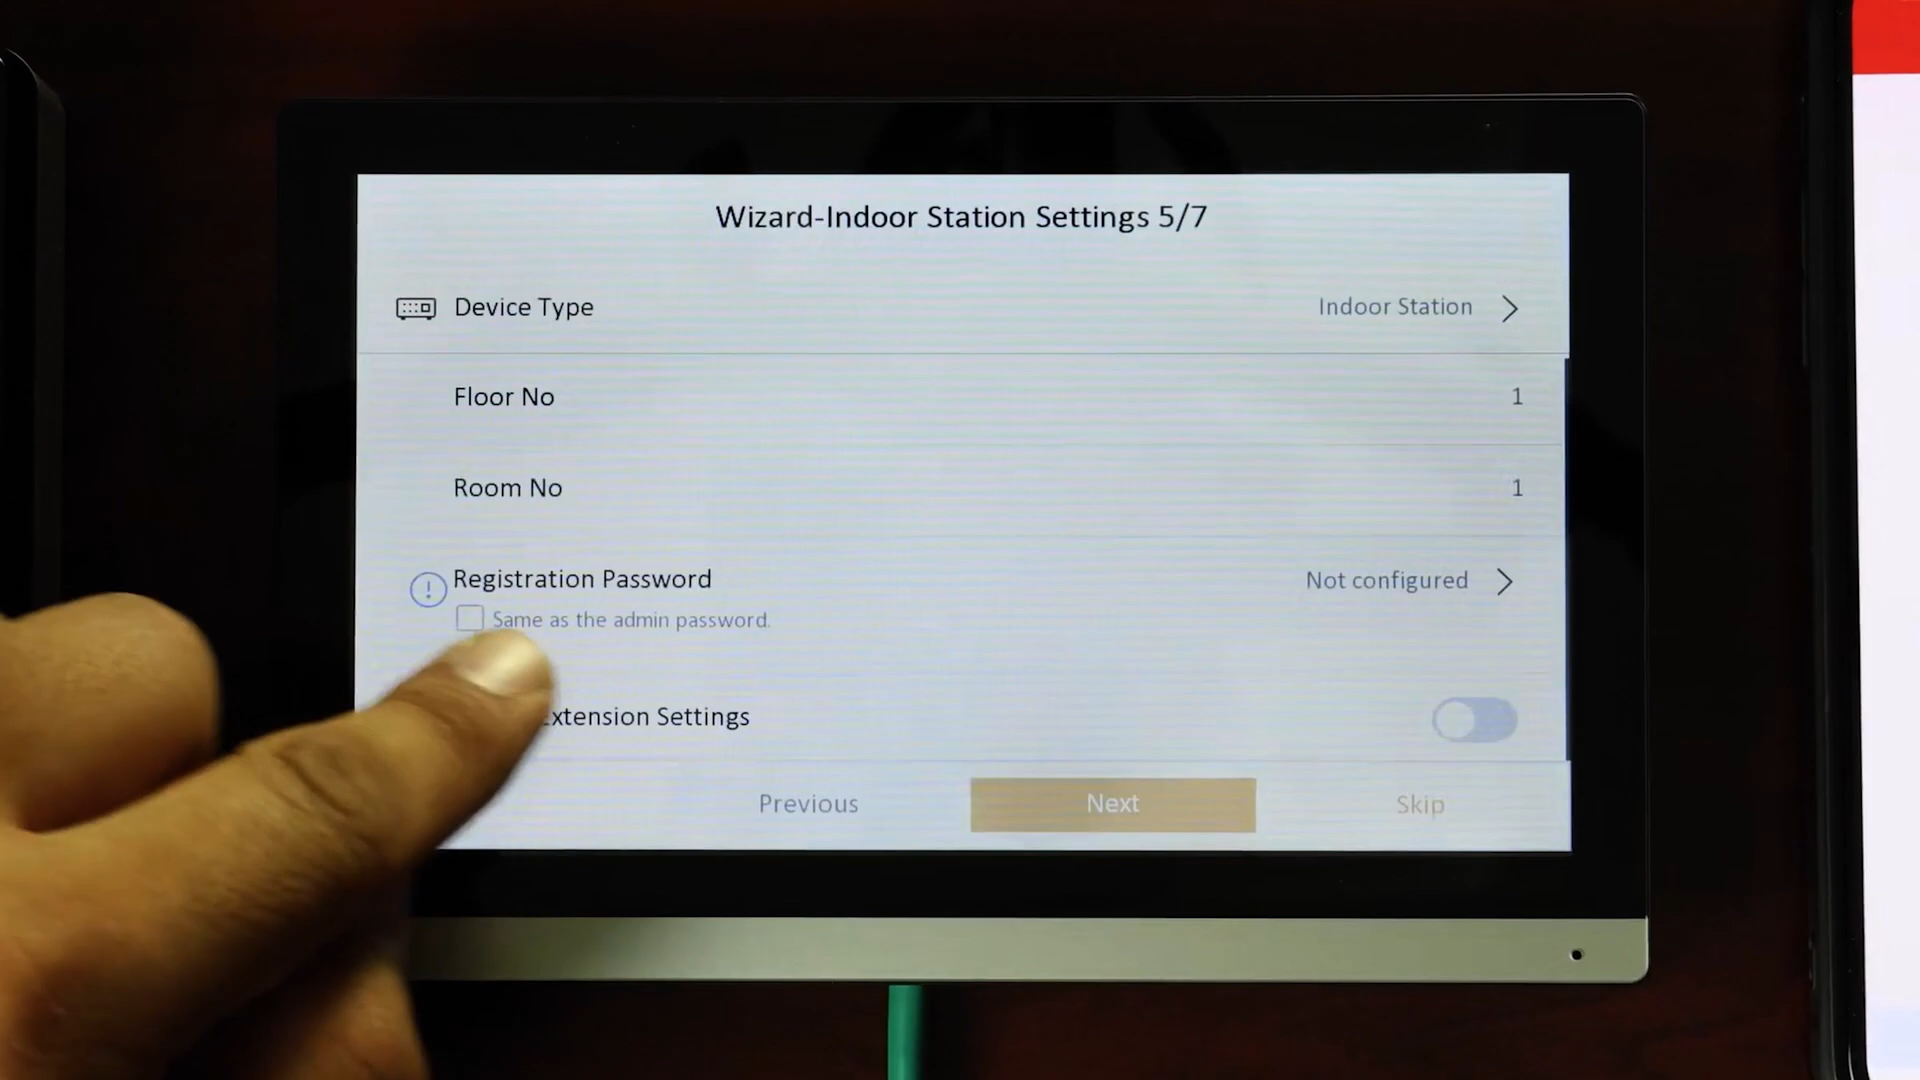 Wizard-Indoor Station Settings 5/7
Device Type Indoor Station
Floor No 1
Room No 1
Registration Password Not configured
Same as the admin password.
Extension Settings
Previous Next Skip